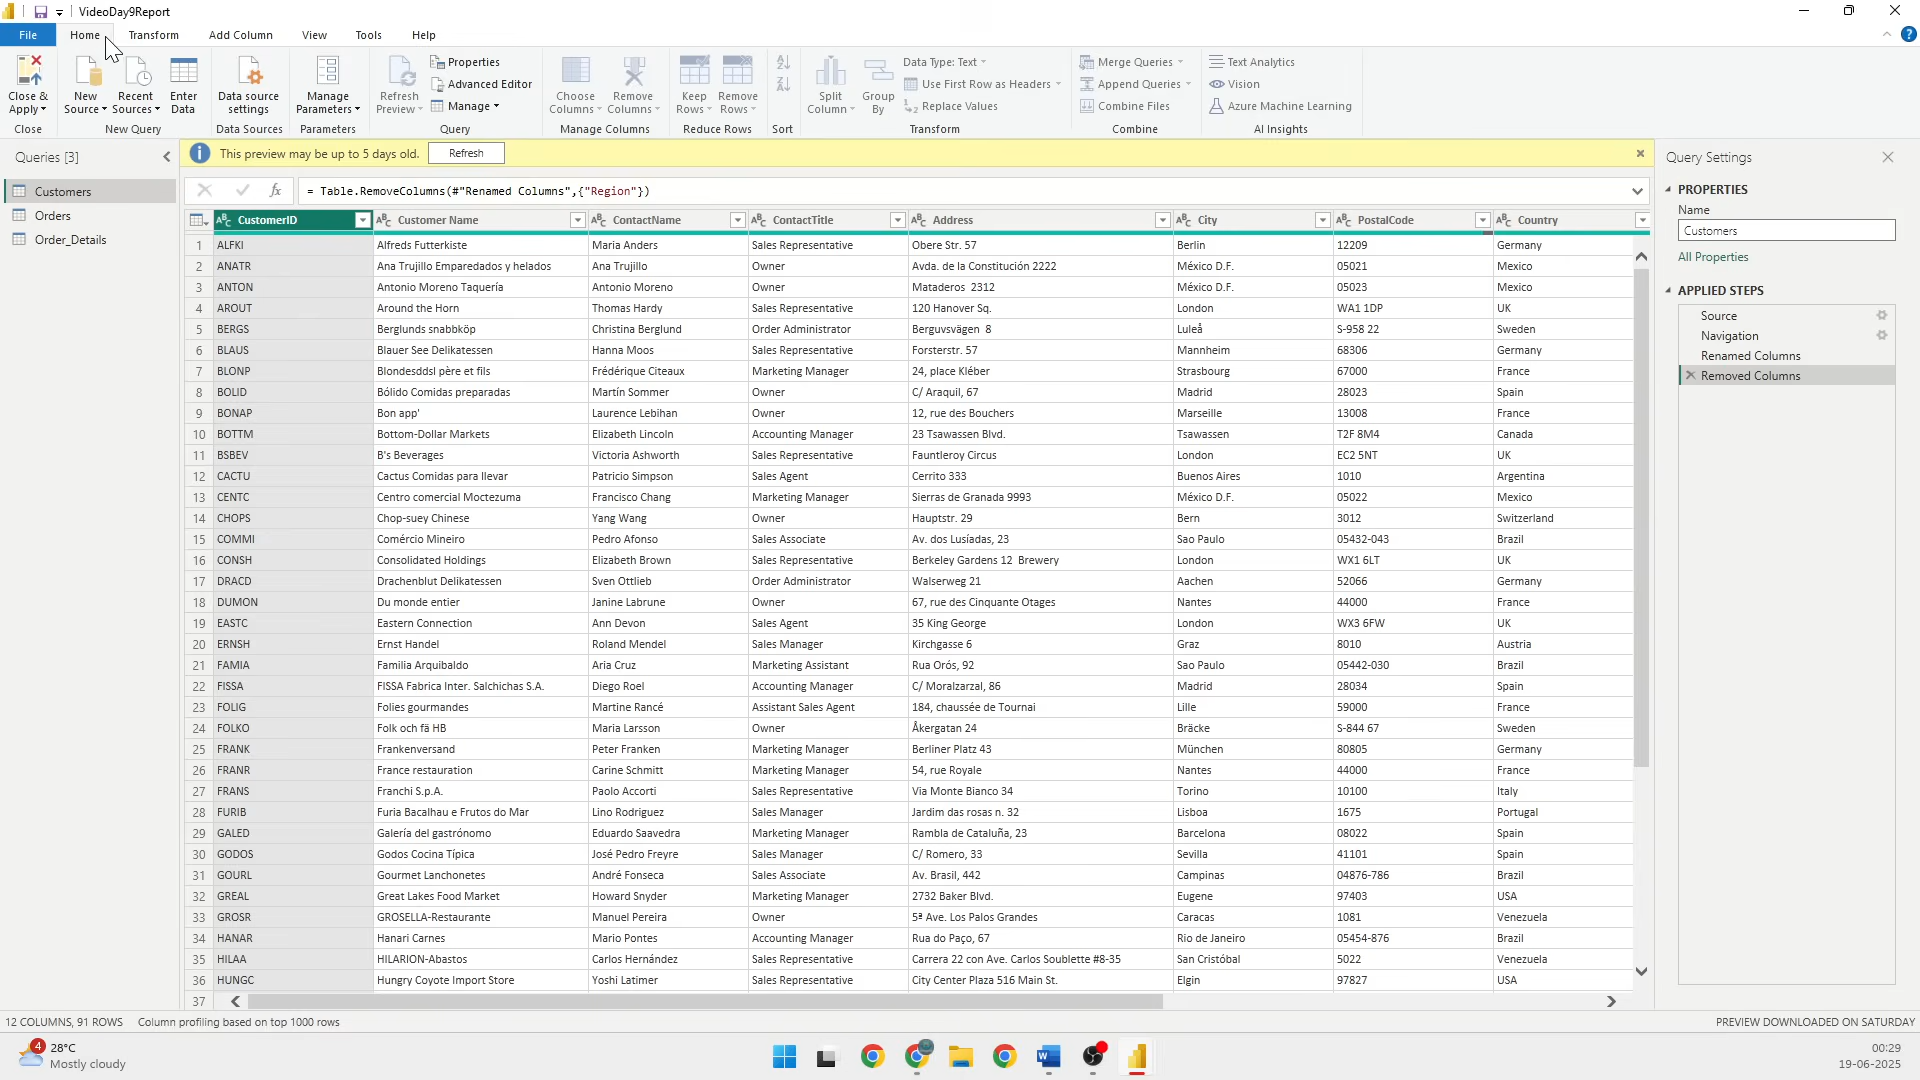 VideoDay9Report
File Home Transform Add Column View Tools Help
Close & Apply
New Source
Recent Sources
Enter Data
Data source settings
Manage Parameters
Refresh Preview
Properties
Advanced Editor
Manage
Choose Columns
Remove Columns
Keep Rows
Remove Rows
Split Column
Group By
Data Type: Text
Use First Row as Headers
Replace Values
Merge Queries
Append Queries
Combine Files
Text Analytics
Vision
Azure Machine Learning
Close New Query Data Sources Parameters Query Manage Columns Reduce Rows Sort Transform Combine AI Insights
Queries [3]
Customers
Orders
Order_Details
This preview may be up to 5 days old. Refresh
fx = Table.RemoveColumns(#"Renamed Columns",{"Region"})
CustomerID Customer Name ContactName ContactTitle Address City PostalCode Country
1 ALFKI Alfreds Futterkiste Maria Anders Sales Representative Obere Str. 57 Berlin 12209 Germany
2 ANATR Ana Trujillo Emparedados y helados Ana Trujillo Owner Avda. de la Constitución 2222 México D.F. 05021 Mexico
3 ANTON Antonio Moreno Taquería Antonio Moreno Owner Mataderos 2312 México D.F. 05023 Mexico
4 AROUT Around the Horn Thomas Hardy Sales Representative 120 Hanover Sq. London WA1 1DP UK
5 BERGS Berglunds snabbköp Christina Berglund Order Administrator Berguvsvägen 8 Luleå S-958 22 Sweden
6 BLAUS Blauer See Delikatessen Hanna Moos Sales Representative Forsterstr. 57 Mannheim 68306 Germany
7 BLONP Blondesddsl père et fils Frédérique Citeaux Marketing Manager 24, place Kléber Strasbourg 67000 France
8 BOLID Bólido Comidas preparadas Martín Sommer Owner C/ Araquil, 67 Madrid 28023 Spain
9 BONAP Bon app' Laurence Lebihan Owner 12, rue des Bouchers Marseille 13008 France
10 BOTTM Bottom-Dollar Markets Elizabeth Lincoln Accounting Manager 23 Tsawassen Blvd. Tsawassen T2F 8M4 Canada
11 BSBEV B's Beverages Victoria Ashworth Sales Representative Fauntleroy Circus London EC2 5NT UK
12 CACTU Cactus Comidas para llevar Patricio Simpson Sales Agent Cerrito 333 Buenos Aires 1010 Argentina
13 CENTC Centro comercial Moctezuma Francisco Chang Marketing Manager Sierras de Granada 9993 México D.F. 05022 Mexico
14 CHOPS Chop-suey Chinese Yang Wang Owner Hauptstr. 29 Bern 3012 Switzerland
15 COMMI Comércio Mineiro Pedro Afonso Sales Associate Av. dos Lusíadas, 23 Sao Paulo 05432-043 Brazil
16 CONSH Consolidated Holdings Elizabeth Brown Sales Representative Berkeley Gardens 12 Brewery London WX1 6LT UK
17 DRACD Drachenblut Delikatessen Sven Ottlieb Order Administrator Walserweg 21 Aachen 52066 Germany
18 DUMON Du monde entier Janine Labrune Owner 67, rue des Cinquante Otages Nantes 44000 France
19 EASTC Eastern Connection Ann Devon Sales Agent 35 King George London WX3 6FW UK
20 ERNSH Ernst Handel Roland Mendel Sales Manager Kirchgasse 6 Graz 8010 Austria
21 FAMIA Familia Arquibaldo Aria Cruz Marketing Assistant Rua Orós, 92 Sao Paulo 05442-030 Brazil
22 FISSA FISSA Fabrica Inter. Salchichas S.A. Diego Roel Accounting Manager C/ Moralzarzal, 86 Madrid 28034 Spain
23 FOLIG Folies gourmandes Martine Rancé Assistant Sales Agent 184, chaussée de Tournai Lille 59000 France
24 FOLKO Folk och fä HB Maria Larsson Owner Åkergatan 24 Bräcke S-844 67 Sweden
25 FRANK Frankenversand Peter Franken Marketing Manager Berliner Platz 43 München 80805 Germany
26 FRANR France restauration Carine Schmitt Marketing Manager 54, rue Royale Nantes 44000 France
27 FRANS Franchi S.p.A. Paolo Accorti Sales Representative Via Monte Bianco 34 Torino 10100 Italy
28 FURIB Furia Bacalhau e Frutos do Mar Lino Rodriguez Sales Manager Jardim das rosas n. 32 Lisboa 1675 Portugal
29 GALED Galería del gastrónomo Eduardo Saavedra Marketing Manager Rambla de Cataluña, 23 Barcelona 08022 Spain
30 GODOS Godos Cocina Típica José Pedro Freyre Sales Manager C/ Romero, 33 Sevilla 41101 Spain
31 GOURL Gourmet Lanchonetes André Fonseca Sales Associate Av. Brasil, 442 Campinas 04876-786 Brazil
32 GREAL Great Lakes Food Market Howard Snyder Marketing Manager 2732 Baker Blvd. Eugene 97403 USA
33 GROSR GROSELLA-Restaurante Manuel Pereira Owner 5ª Ave. Los Palos Grandes Caracas 1081 Venezuela
34 HANAR Hanari Carnes Mario Pontes Accounting Manager Rua do Paço, 67 Rio de Janeiro 05454-876 Brazil
35 HILAA HILARION-Abastos Carlos Hernández Sales Representative Carrera 22 con Ave. Carlos Soublette #8-35 San Cristóbal 5022 Venezuela
36 HUNGC Hungry Coyote Import Store Yoshi Latimer Sales Representative City Center Plaza 516 Main St. Elgin 97827 USA
37
Query Settings
PROPERTIES
Name
Customers
All Properties
APPLIED STEPS
Source
Navigation
Renamed Columns
Removed Columns
12 COLUMNS, 91 ROWS Column profiling based on top 1000 rows PREVIEW DOWNLOADED ON SATURDAY
4
28°C
Mostly cloudy
00:29
19-06-2025